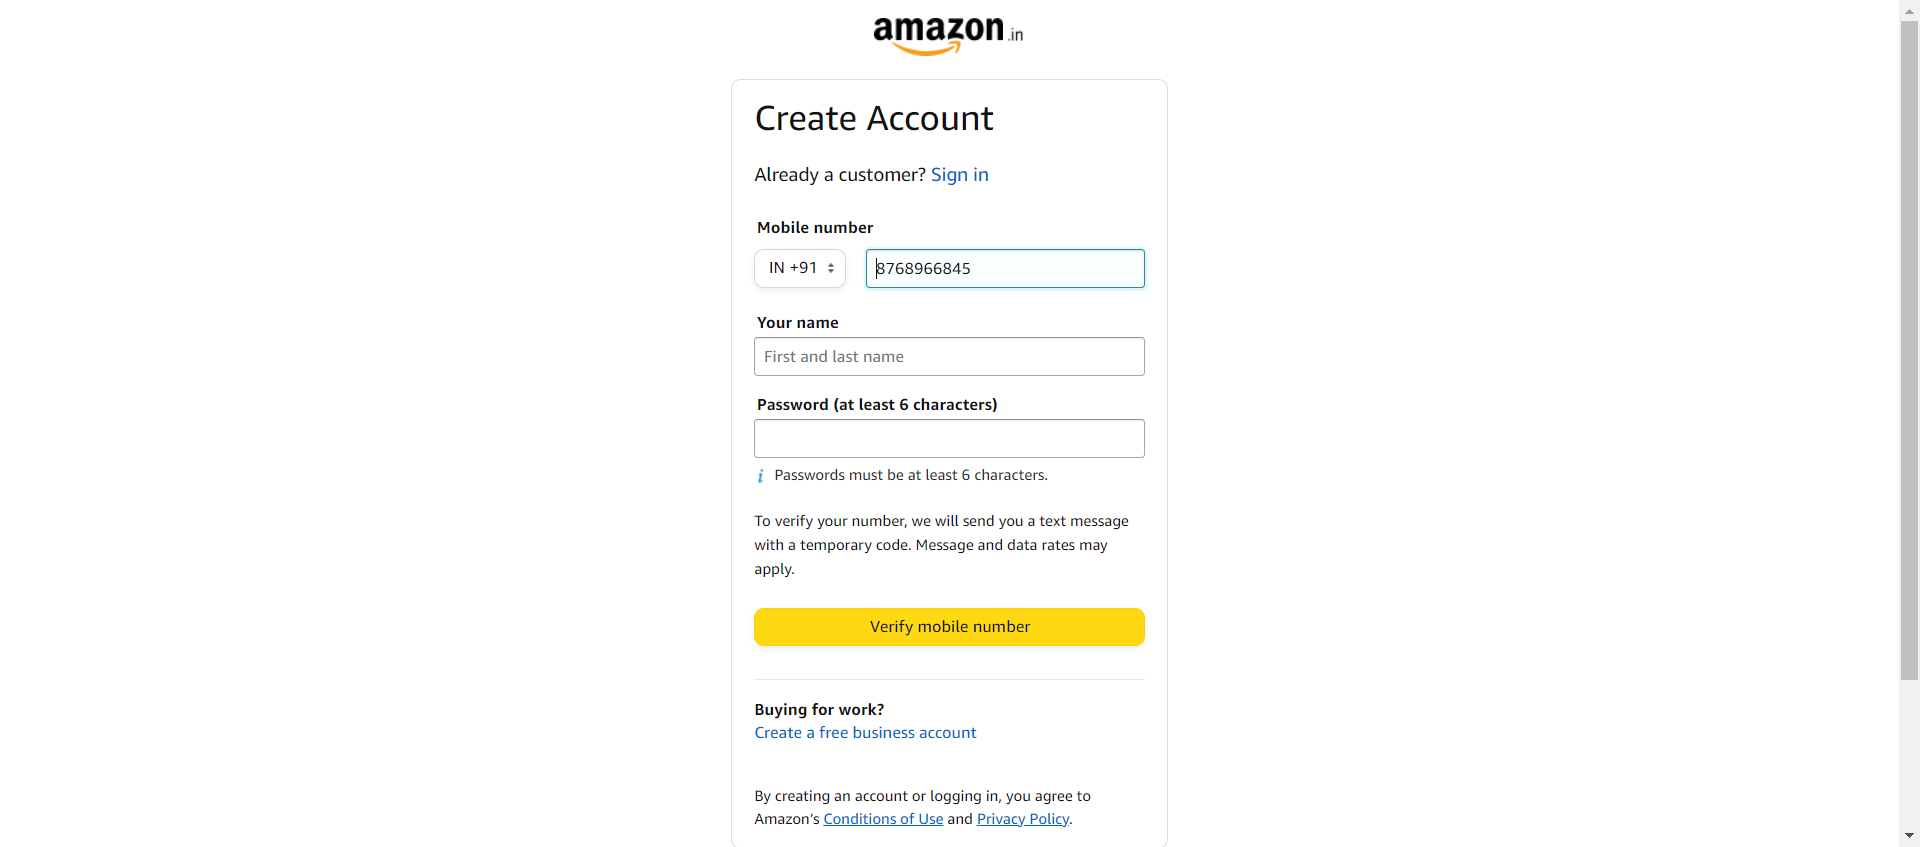 amazon.in
Create Account
Already a customer? Sign in
Mobile number
IN +91 8768966845
Your name
First and last name
Password (at least 6 characters)
i Passwords must be at least 6 characters.
To verify your number, we will send you a text message
with a temporary code. Message and data rates may
apply.
Verify mobile number
Buying for work?
Create a free business account
By creating an account or logging in, you agree to
Amazon’s Conditions of Use and Privacy Policy.